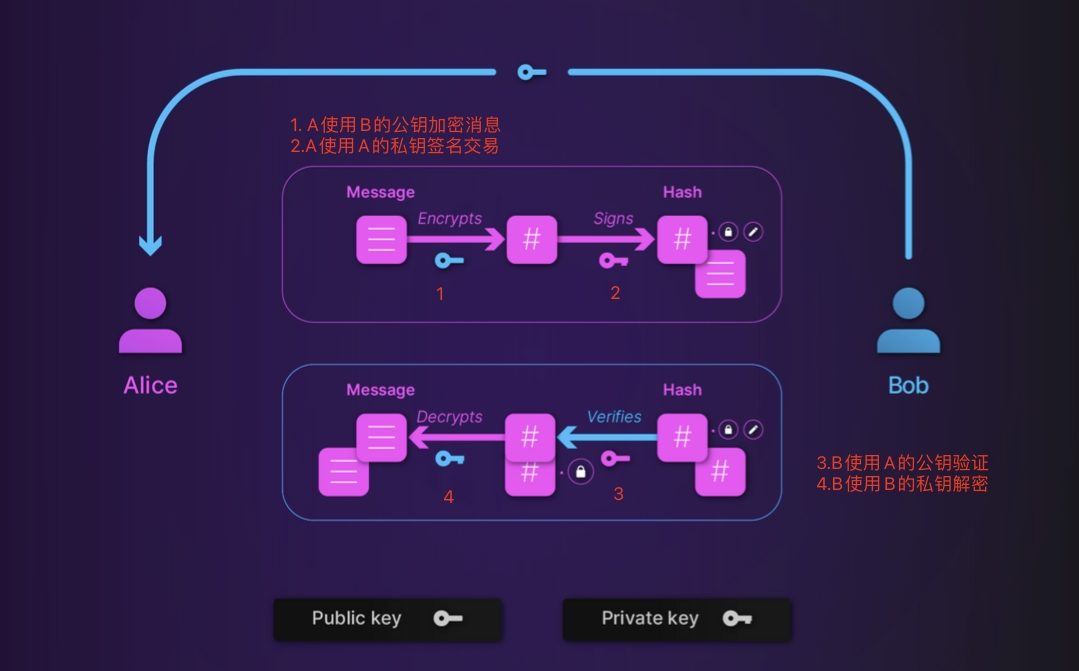 1. A使用B的公钥加密消息
2.A使用A的私钥签名交易
Message
Hash
Encrypts
Signs
#
#
1
2
Alice
Bob
Message
Hash
Decrypts
Verifies
#
#
#
#
4
3
3.B使用A的公钥验证
4.B使用B的私钥解密
Public key
Private key